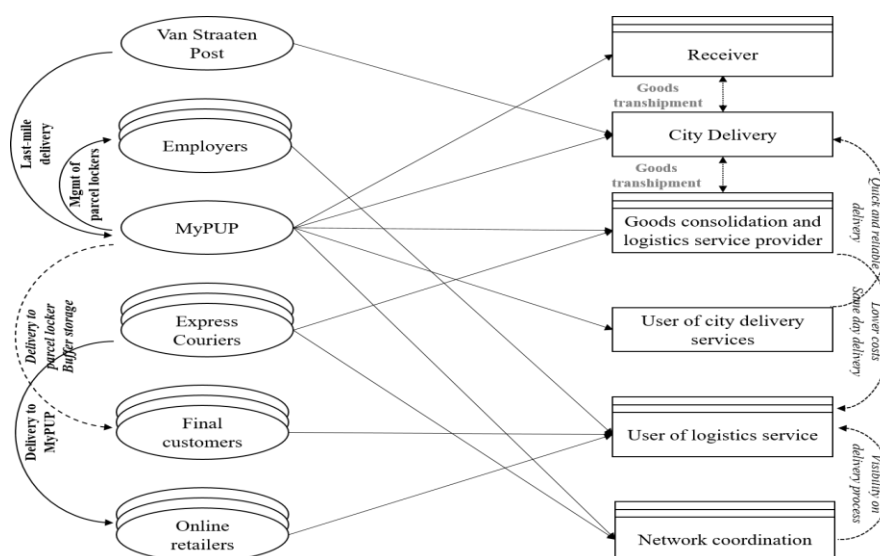 Van Straaten
Post
Employers
MyPUP
Express
Couriers
Final
customers
Online
retailers
Last-mile
delivery
Mgmt of
parcel lockers
Delivery to
parcel locker
Buffer storage
Delivery to
MyPUP
Receiver
Goods
transhipment
City Delivery
Goods
transhipment
Goods consolidation and
logistics service provider
User of city delivery
services
User of logistics service
Network coordination
Quick and reliable
delivery
Lower costs
Same day delivery
Visibility on
delivery process